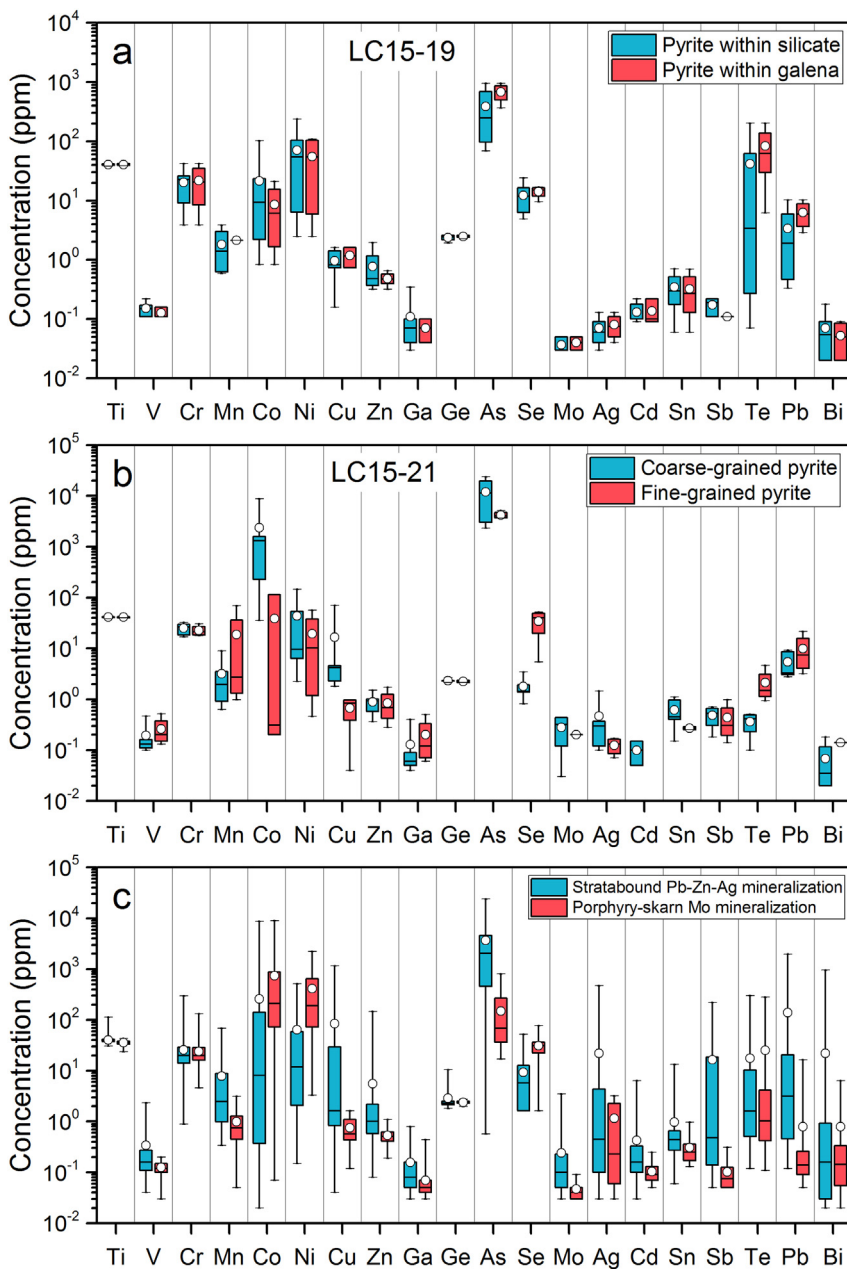 a
LC15-19
Pyrite within silicate
Pyrite within galena
Concentration (ppm)
10^4
10^3
10^2
10^1
10^0
10^-1
10^-2
Ti V Cr Mn Co Ni Cu Zn Ga Ge As Se Mo Ag Cd Sn Sb Te Pb Bi
b
LC15-21
Coarse-grained pyrite
Fine-grained pyrite
Concentration (ppm)
10^5
10^4
10^3
10^2
10^1
10^0
10^-1
10^-2
Ti V Cr Mn Co Ni Cu Zn Ga Ge As Se Mo Ag Cd Sn Sb Te Pb Bi
c
Stratabound Pb-Zn-Ag mineralization
Porphyry-skarn Mo mineralization
Concentration (ppm)
10^5
10^4
10^3
10^2
10^1
10^0
10^-1
10^-2
Ti V Cr Mn Co Ni Cu Zn Ga Ge As Se Mo Ag Cd Sn Sb Te Pb Bi